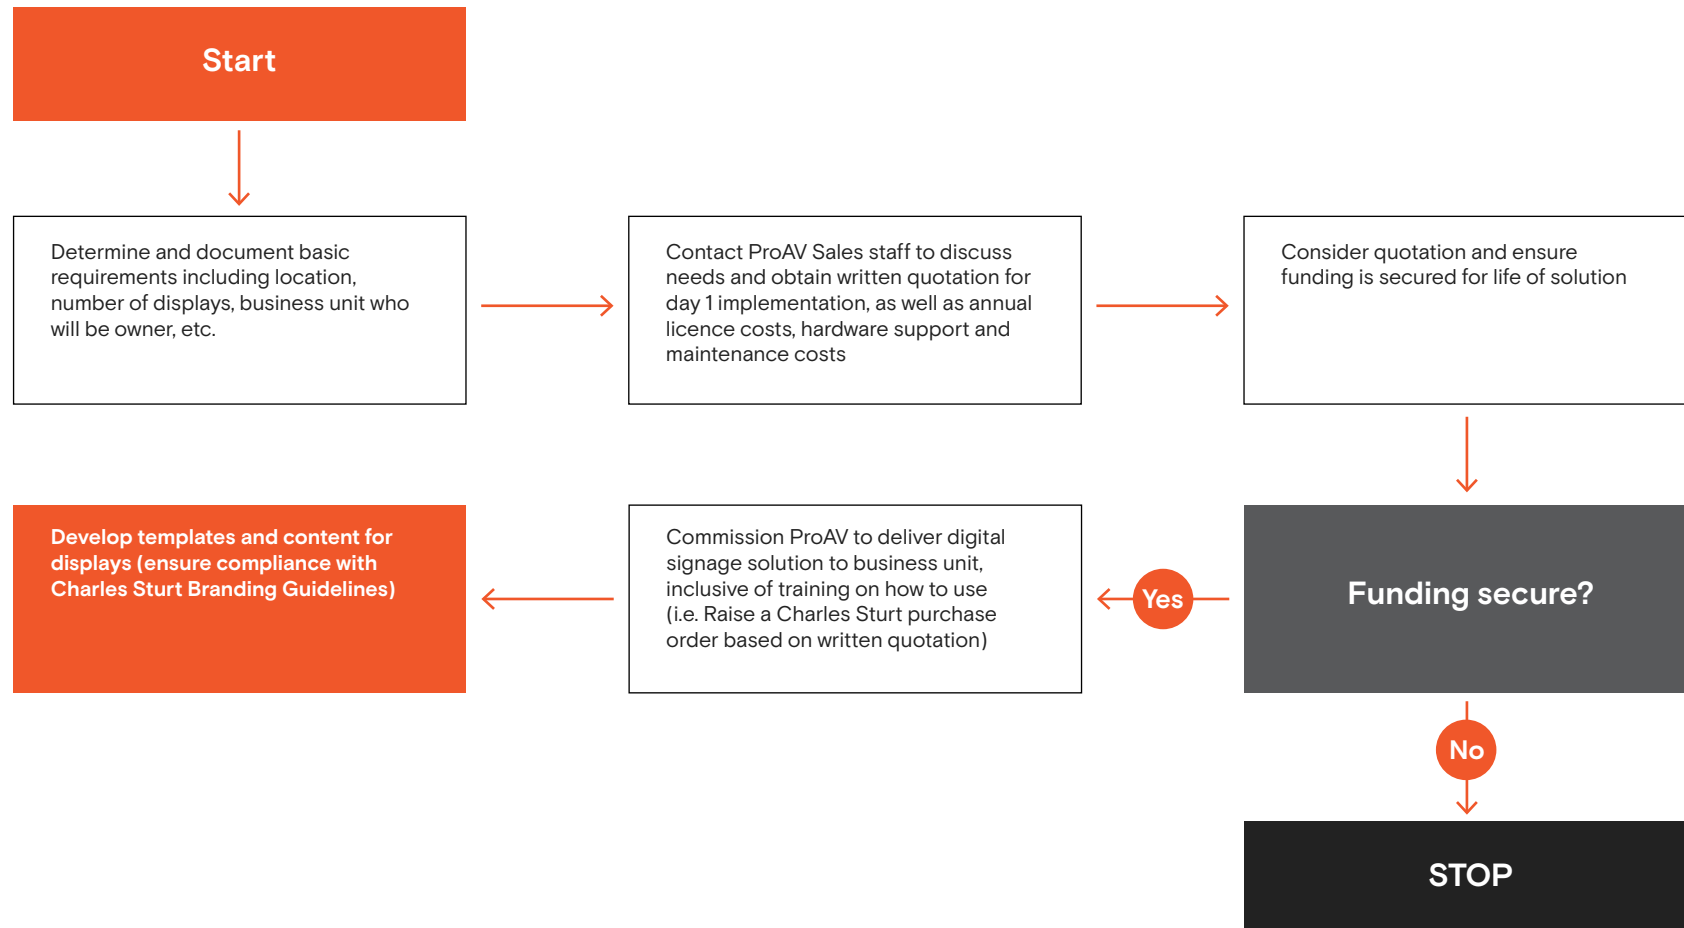 Start
Determine and document basic
requirements including location,
number of displays, business unit who
will be owner, etc.
Contact ProAV Sales staff to discuss
needs and obtain written quotation for
day 1 implementation, as well as annual
licence costs, hardware support and
maintenance costs
Consider quotation and ensure
funding is secured for life of solution
Funding secure?
Yes
Commission ProAV to deliver digital
signage solution to business unit,
inclusive of training on how to use
(i.e. Raise a Charles Sturt purchase
order based on written quotation)
Develop templates and content for
displays (ensure compliance with
Charles Sturt Branding Guidelines)
No
STOP